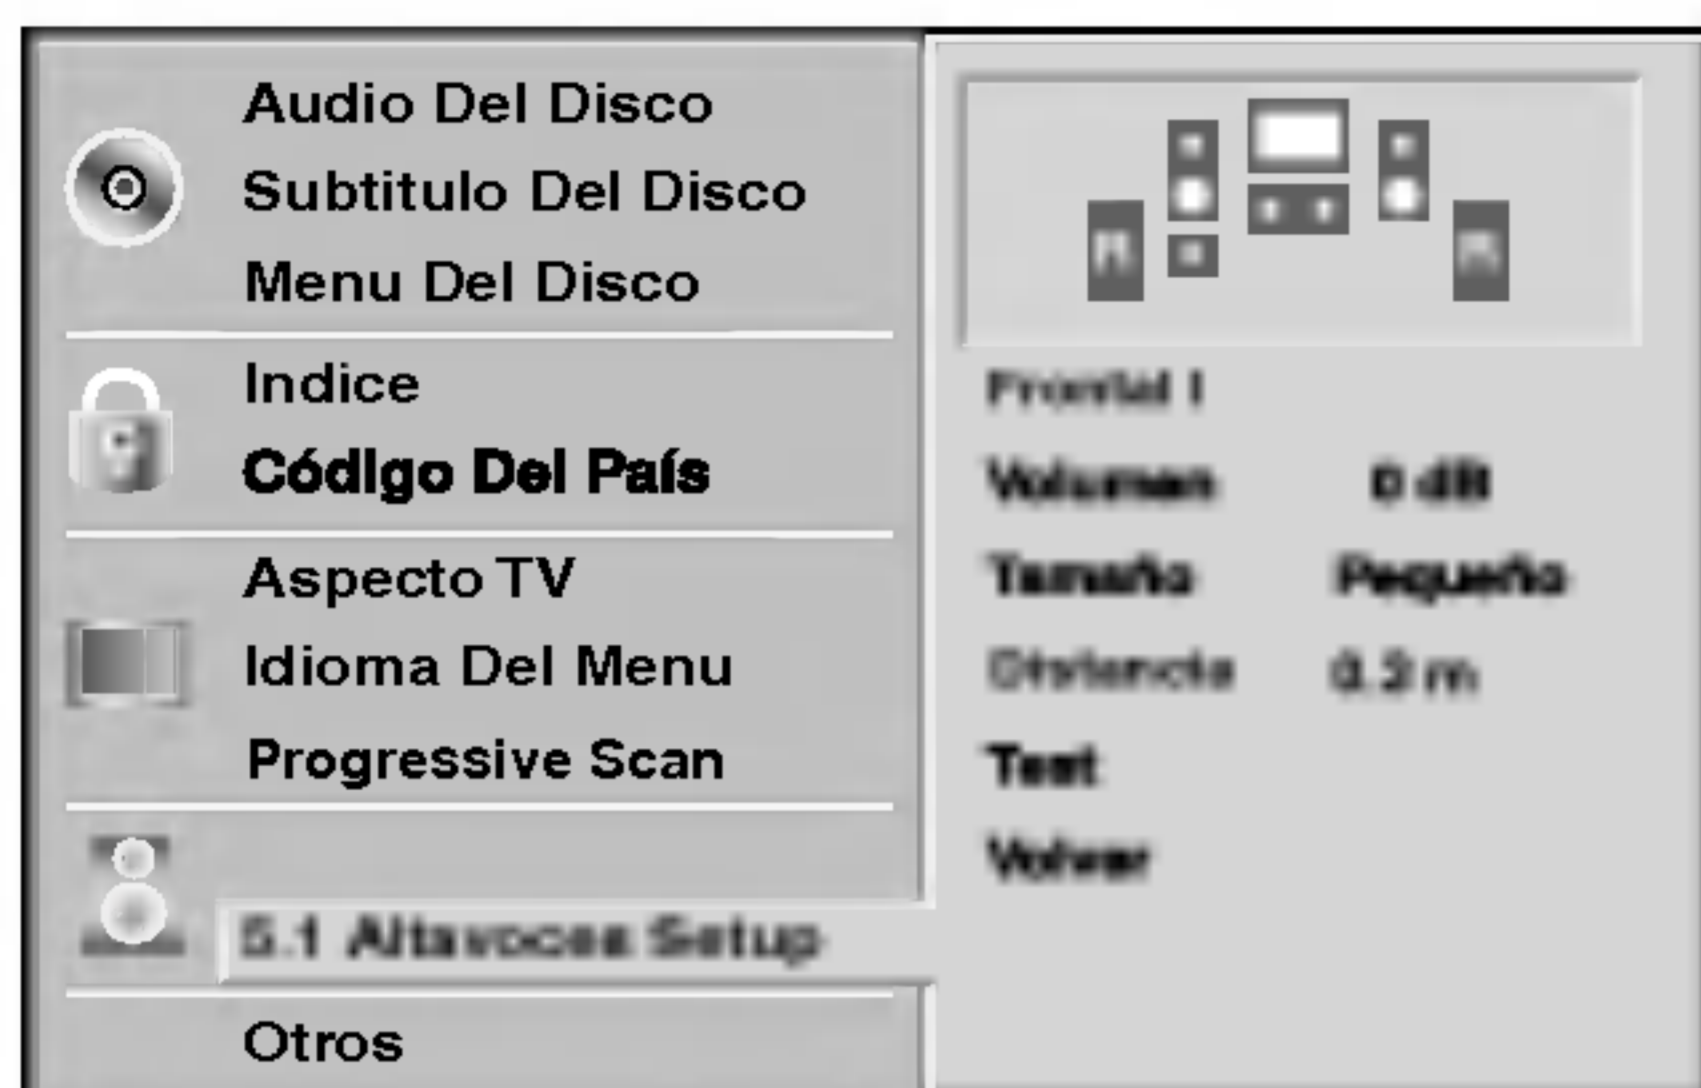 Audio Del Disco
Subtitulo Del Disco
Menu Del Disco
Indice
Código Del País
Aspecto TV
Idioma Del Menu
Progressive Scan
5.1 Altavoces Setup
Otros
Volumen 0 dB
Tamaño Pequeño
Test
Volver